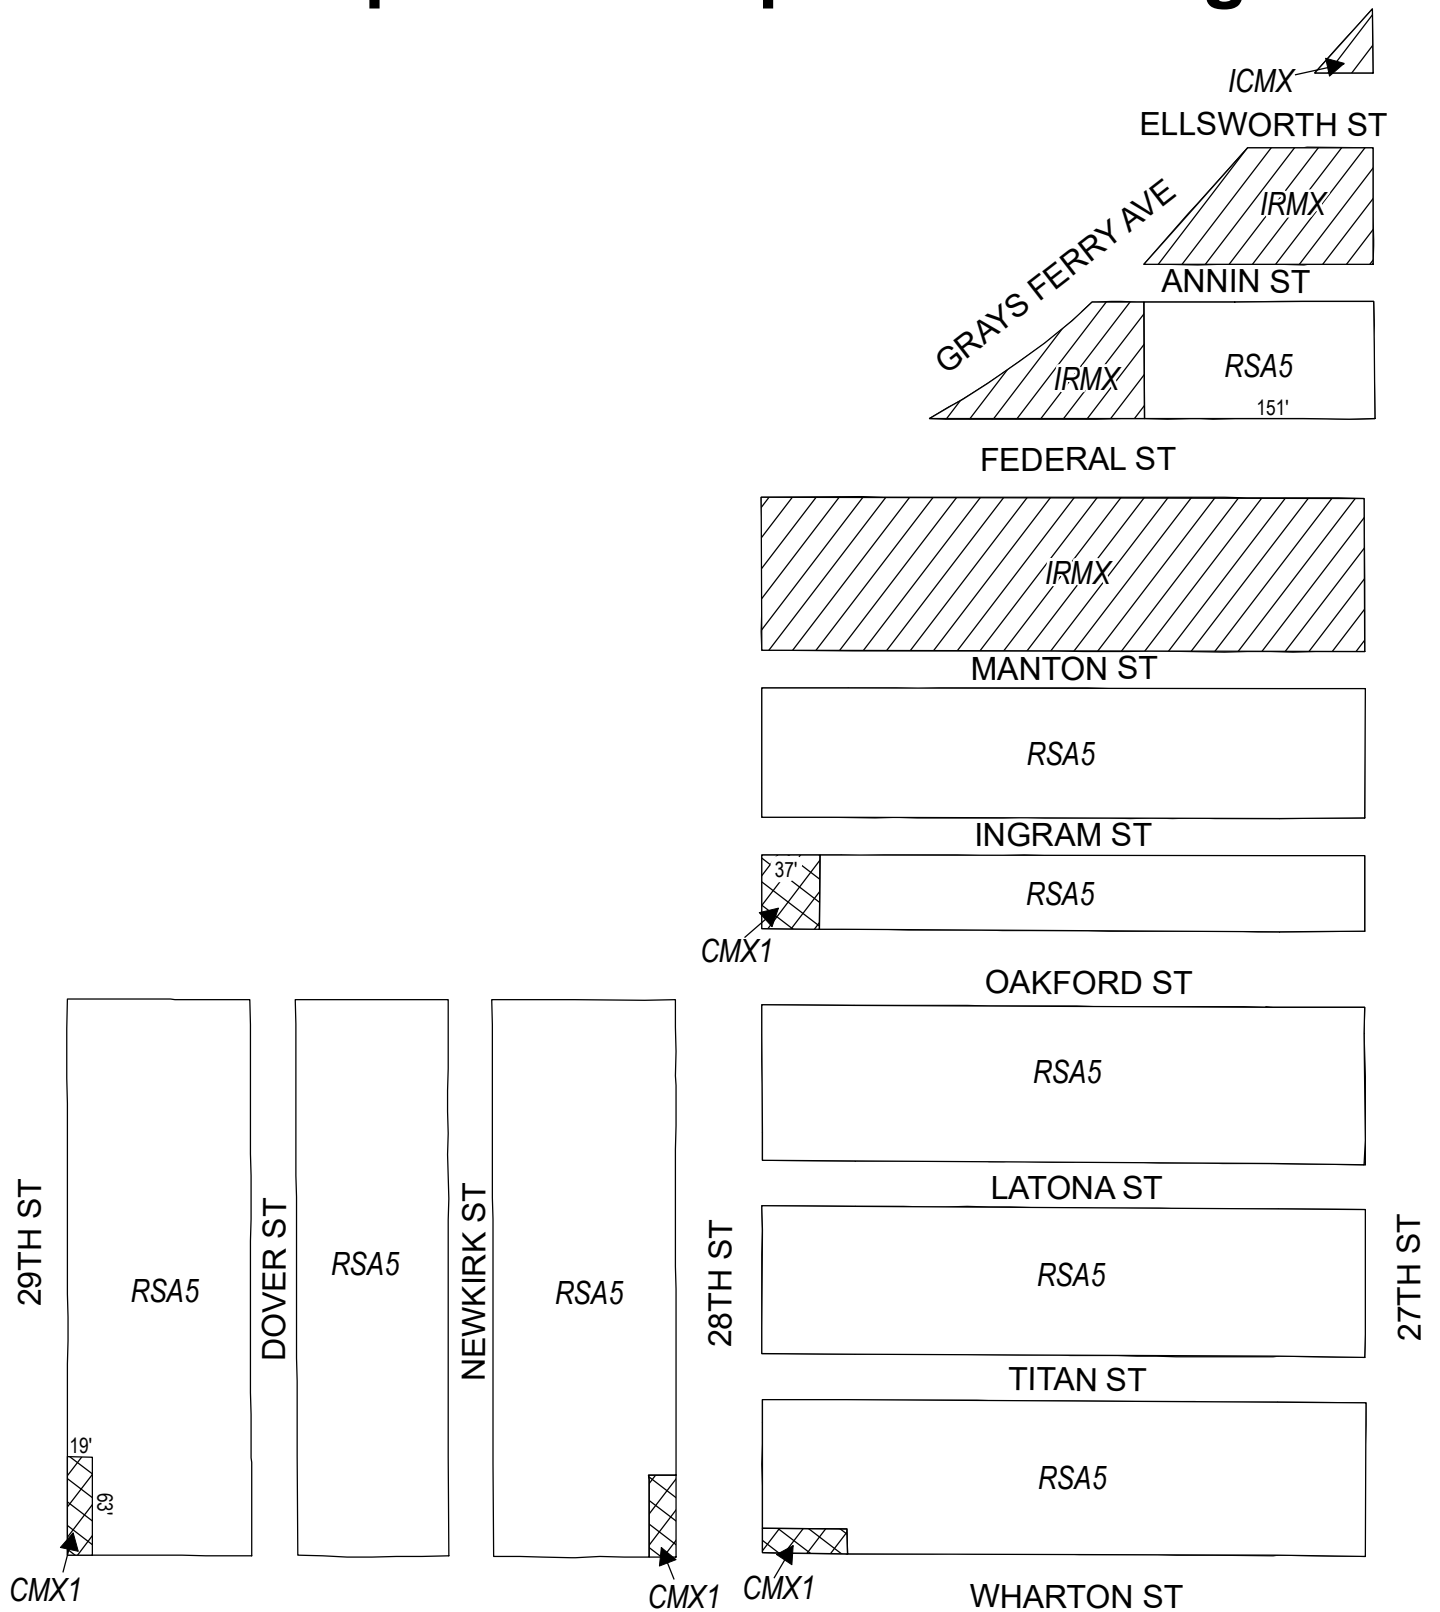 ICMX
ELLSWORTH ST
IRMX
GRAYS FERRY AVE
ANNIN ST
IRMX
RSA5
151'
FEDERAL ST
IRMX
MANTON ST
RSA5
INGRAM ST
37'
RSA5
CMX1
OAKFORD ST
RSA5
LATONA ST
29TH ST
DOVER ST
NEWKIRK ST
28TH ST
27TH ST
RSA5
RSA5
RSA5
RSA5
TITAN ST
19'
63'
RSA5
CMX1
CMX1
CMX1
WHARTON ST